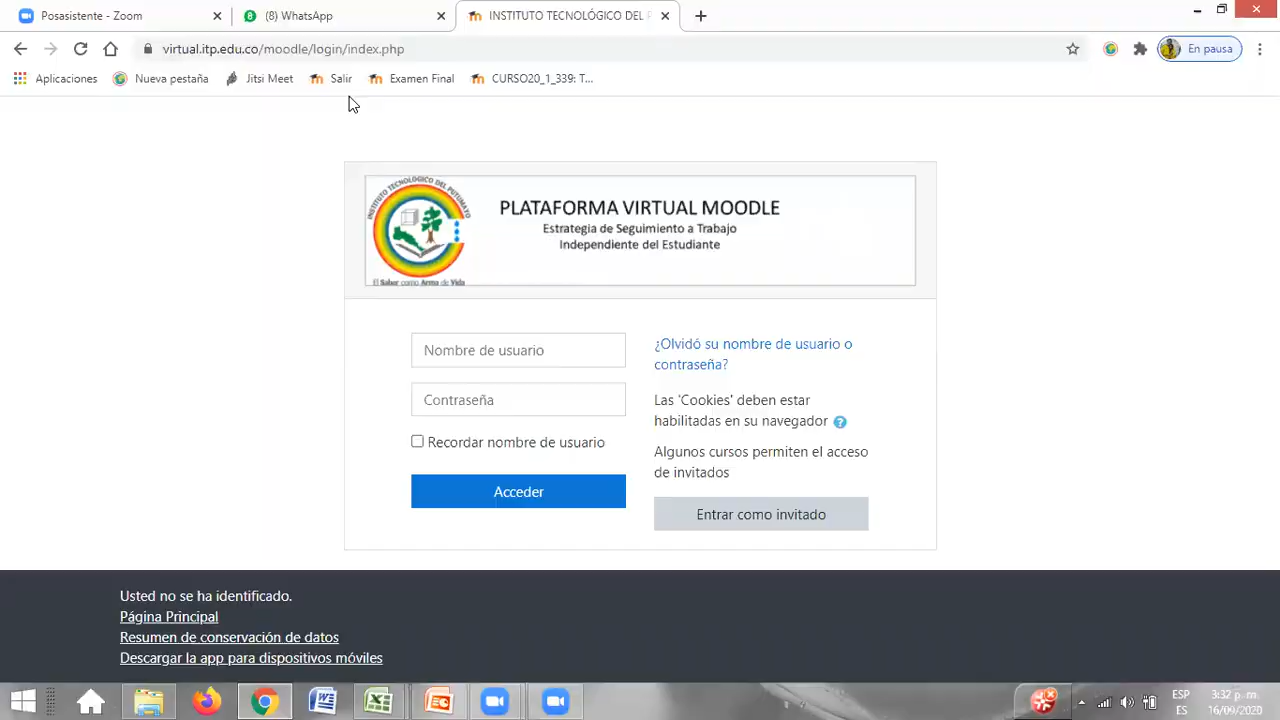 Posasistente - Zoom
(8) WhatsApp
INSTITUTO TECNOLÓGICO DEL P
virtual.itp.edu.co/moodle/login/index.php
En pausa
Aplicaciones
Nueva pestaña
Jitsi Meet
Salir
Examen Final
CURSO20_1_339: T...
INSTITUTO TECNOLOGICO DEL PUTUMAYO
El Saber como Arma de Vida
PLATAFORMA VIRTUAL MOODLE
Estrategia de Seguimiento a Trabajo
Independiente del Estudiante
Nombre de usuario
Contraseña
Recordar nombre de usuario
Acceder
¿Olvidó su nombre de usuario o
contraseña?
Las 'Cookies' deben estar
habilitadas en su navegador
Algunos cursos permiten el acceso
de invitados
Entrar como invitado
Usted no se ha identificado.
Página Principal
Resumen de conservación de datos
Descargar la app para dispositivos móviles
ESP
ES
3:32 p. m.
16/09/2020